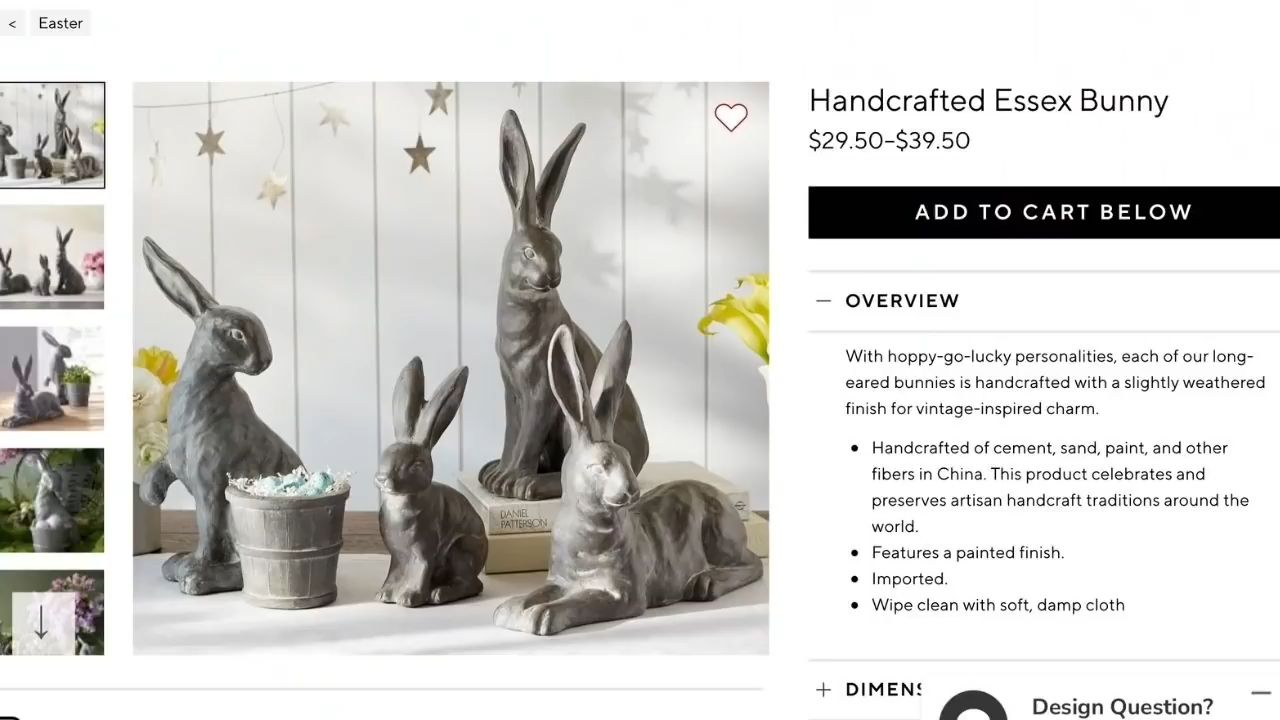 < Easter
Handcrafted Essex Bunny
$29.50–$39.50
ADD TO CART BELOW
OVERVIEW
With hoppy-go-lucky personalities, each of our long-
eared bunnies is handcrafted with a slightly weathered
finish for vintage-inspired charm.
Handcrafted of cement, sand, paint, and other
fibers in China. This product celebrates and
preserves artisan handcraft traditions around the
world.
Features a painted finish.
Imported.
Wipe clean with soft, damp cloth
DANIEL
PATTERSON
DIMENS
Design Question?